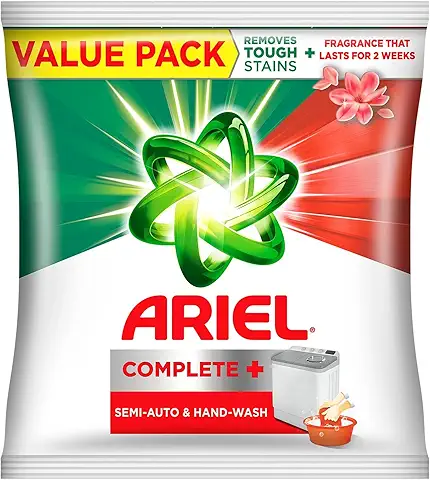 VALUE PACK
REMOVES
TOUGH
STAINS
+
FRAGRANCE THAT
LASTS FOR 2 WEEKS
ARIEL®
COMPLETE +
SEMI-AUTO & HAND-WASH